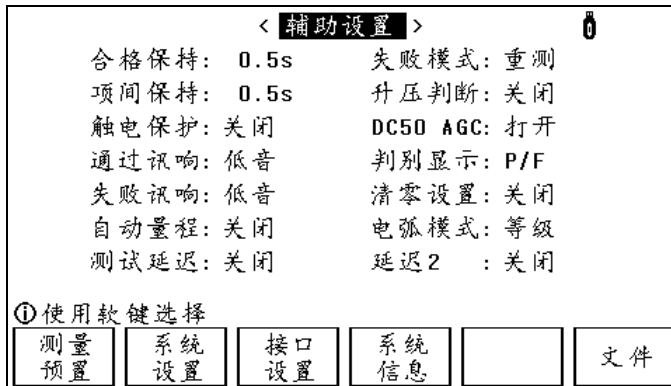 < 辅助设置 >
合格保持: 0.5s 失败模式: 重测
项间保持: 0.5s 升压判断: 关闭
触电保护: 关闭 DC50 AGC: 打开
通过讯响: 低音 判别显示: P/F
失败讯响: 低音 清零设置: 关闭
自动量程: 关闭 电弧模式: 等级
测试延迟: 关闭 延迟2 : 关闭
使用软键选择
测量 系统 接口 系统 文件
预置 设置 设置 信息